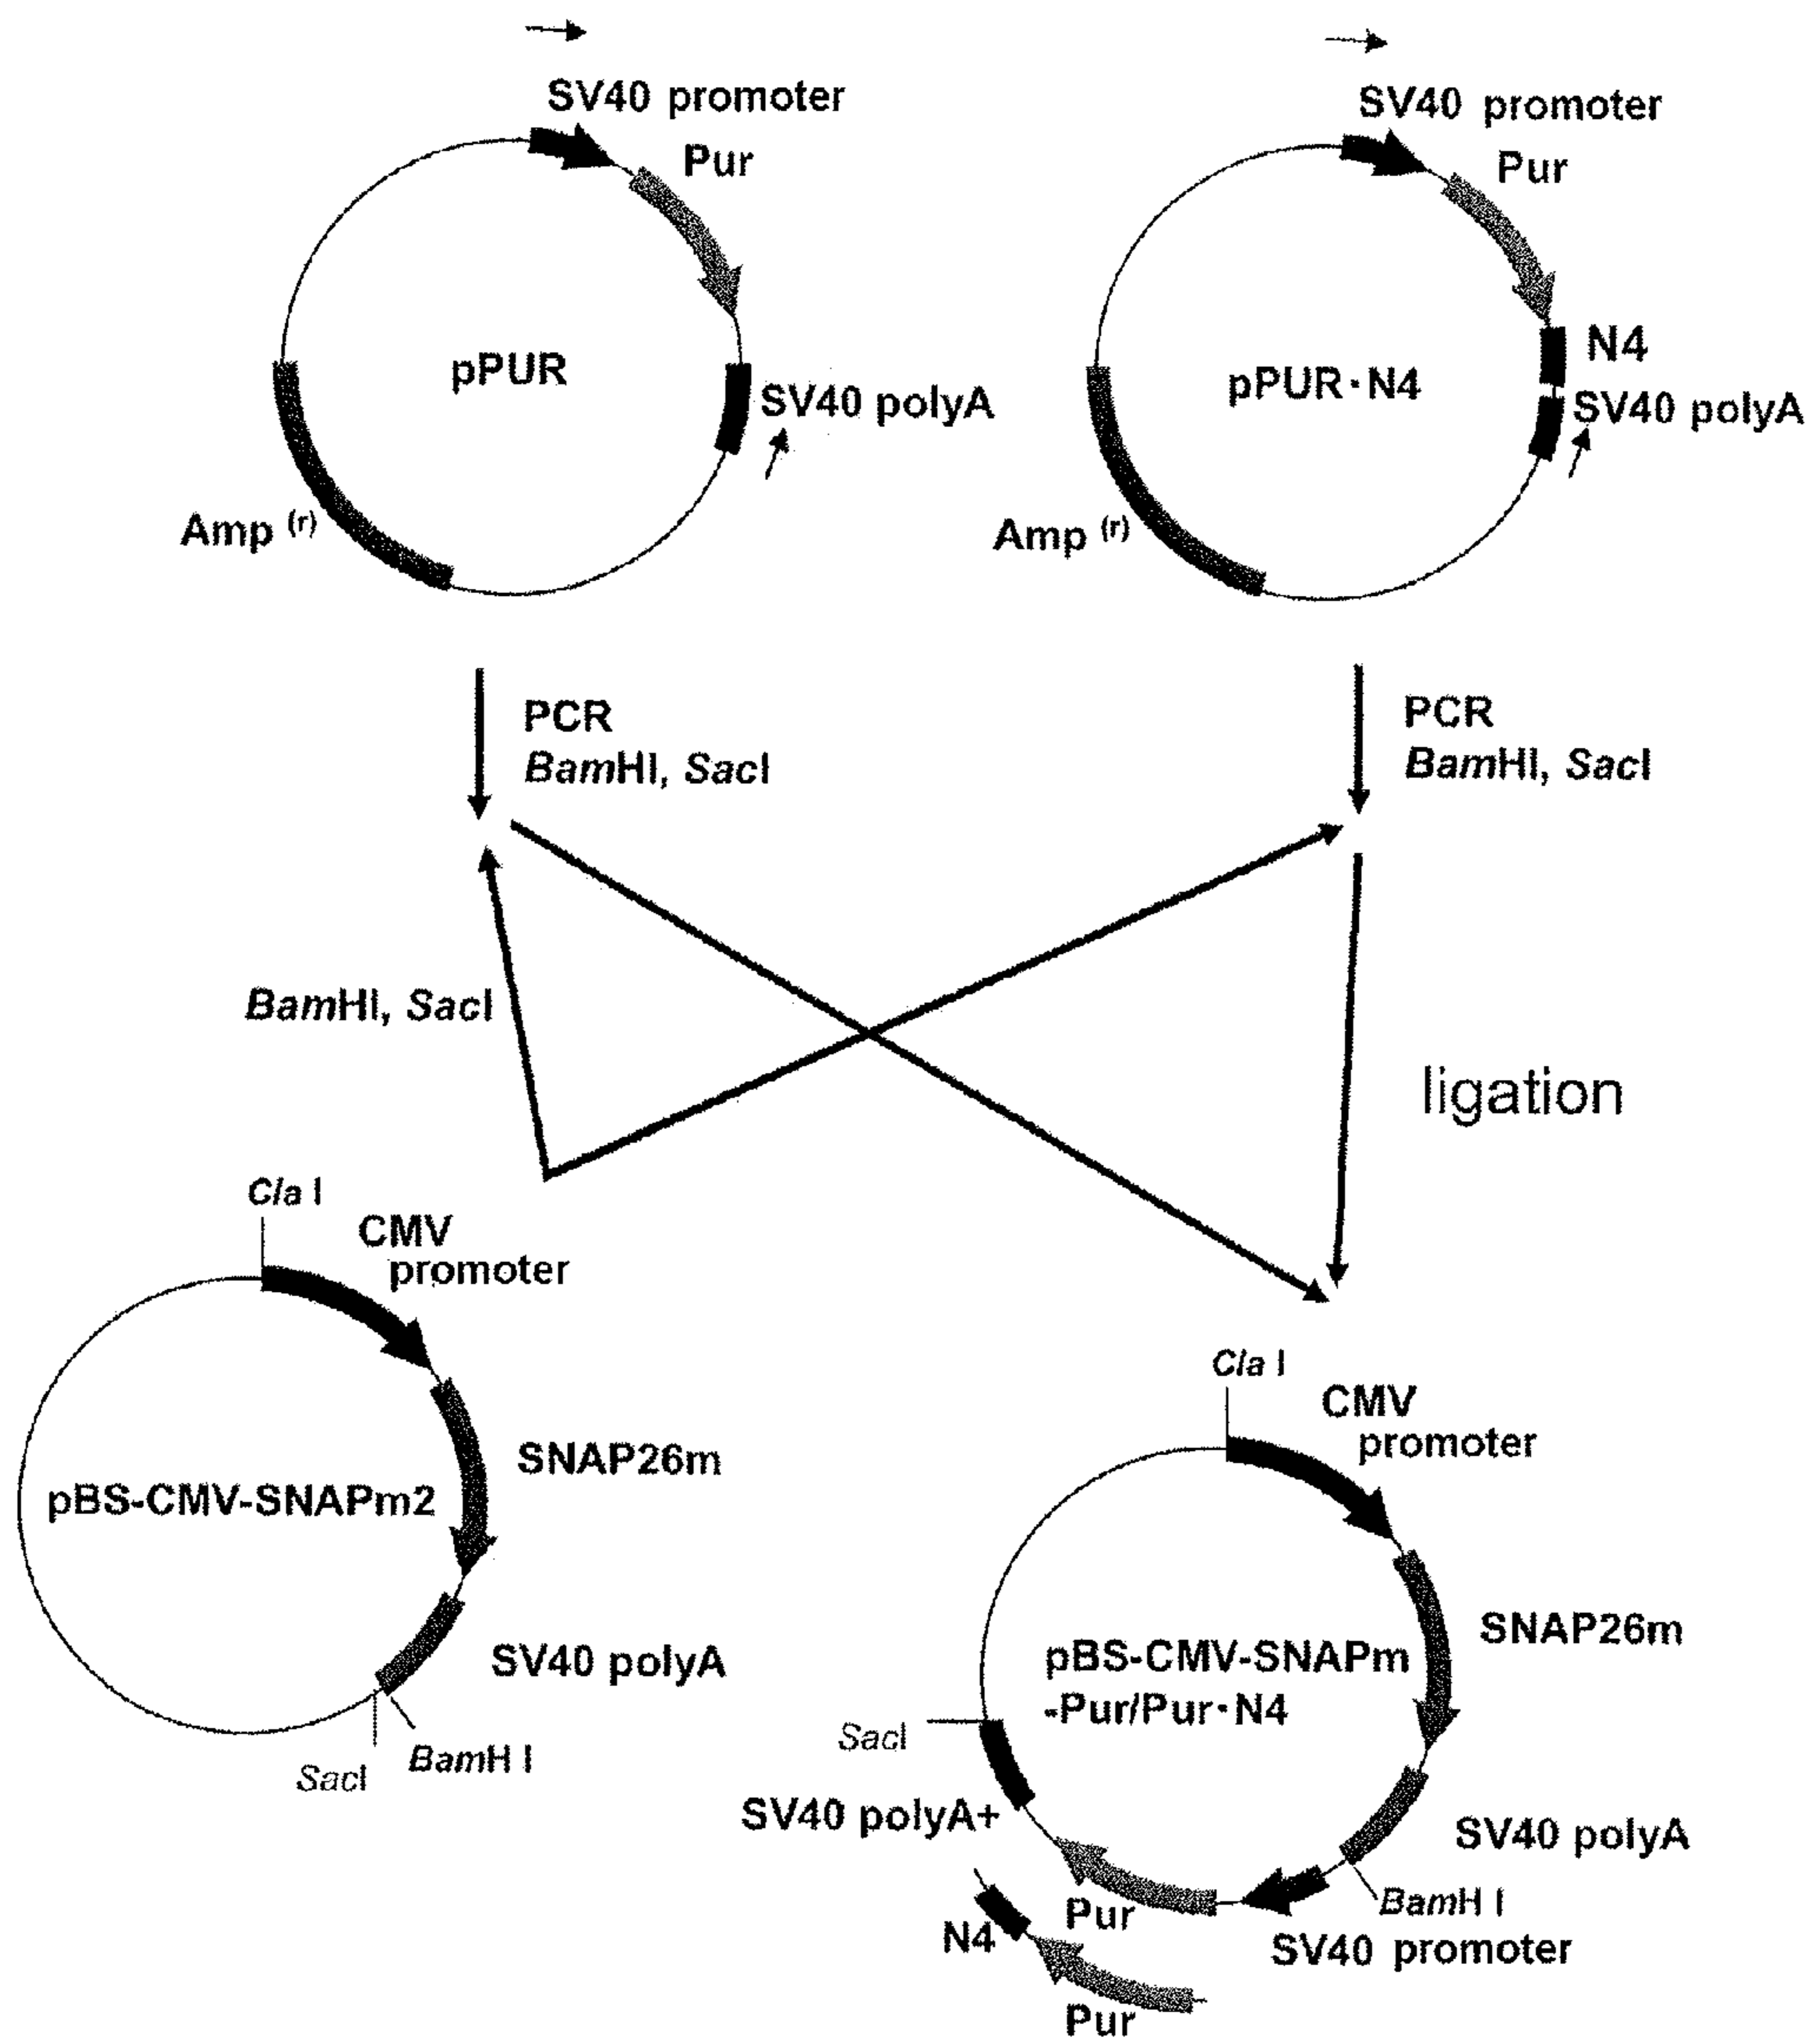 SV40 promoter
Pur
pPUR
SV40 polyA
Amp (r)
SV40 promoter
Pur
N4
pPUR·N4
SV40 polyA
Amp (r)
PCR
BamHI, SacI
PCR
BamHI, SacI
BamHI, SacI
ligation
Cla I
CMV
promoter
SNAP26m
pBS-CMV-SNAPm2
SV40 polyA
BamH I
SacI
Cla I
CMV
promoter
SNAP26m
pBS-CMV-SNAPm
-Pur/Pur·N4
SacI
SV40 polyA+
SV40 polyA
BamH I
Pur
SV40 promoter
N4
Pur